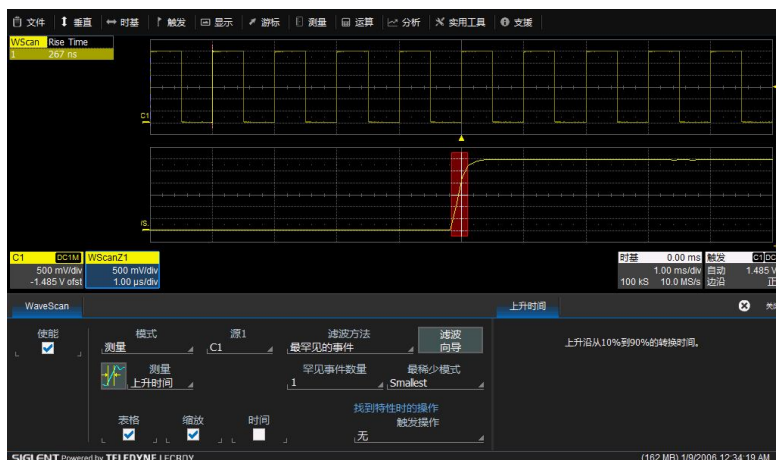 文件 垂直 时基 触发 显示 游标 测量 运算 分析 实用工具 支援
WScan Rise Time
1 267 ns
C1
C1 DC1M WScanZ1
500 mV/div 500 mV/div
-1.485 V ofst 1.00 µs/div
时基 0.00 ms 触发 C1 DC
1.00 ms/div 自动 1.485 V
100 kS 10.0 MS/s 边沿 正
WaveScan
上升时间
使能
模式 源1 滤波方法 滤波
测量 C1 最罕见的事件 向导
上升沿从10%到90%的转换时间。
测量 罕见事件数量 最稀少模式
上升时间 1 Smallest
找到特性时的操作
表格 缩放 时间 触发操作
无
SIGLENT Powered by TELEDYNE LECROY
(162 MB) 1/9/2006 12:34:19 AM